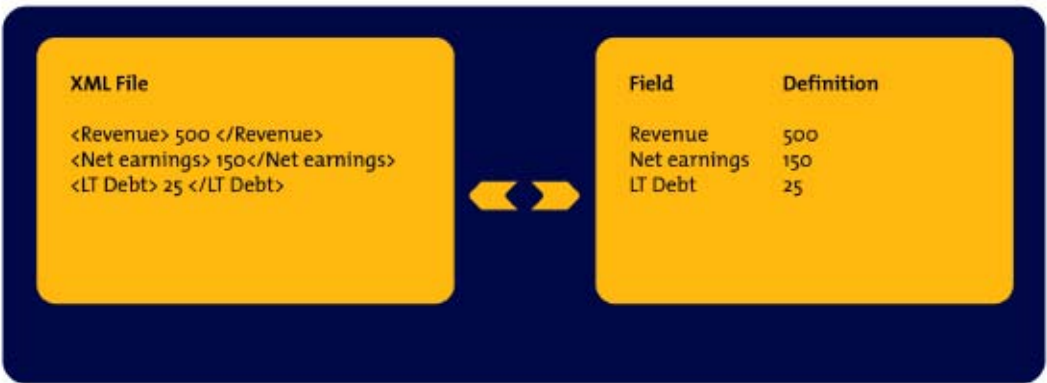 XML File
<Revenue> 500 </Revenue>
<Net earnings> 150</Net earnings>
<LT Debt> 25 </LT Debt>
Field Definition
Revenue 500
Net earnings 150
LT Debt 25